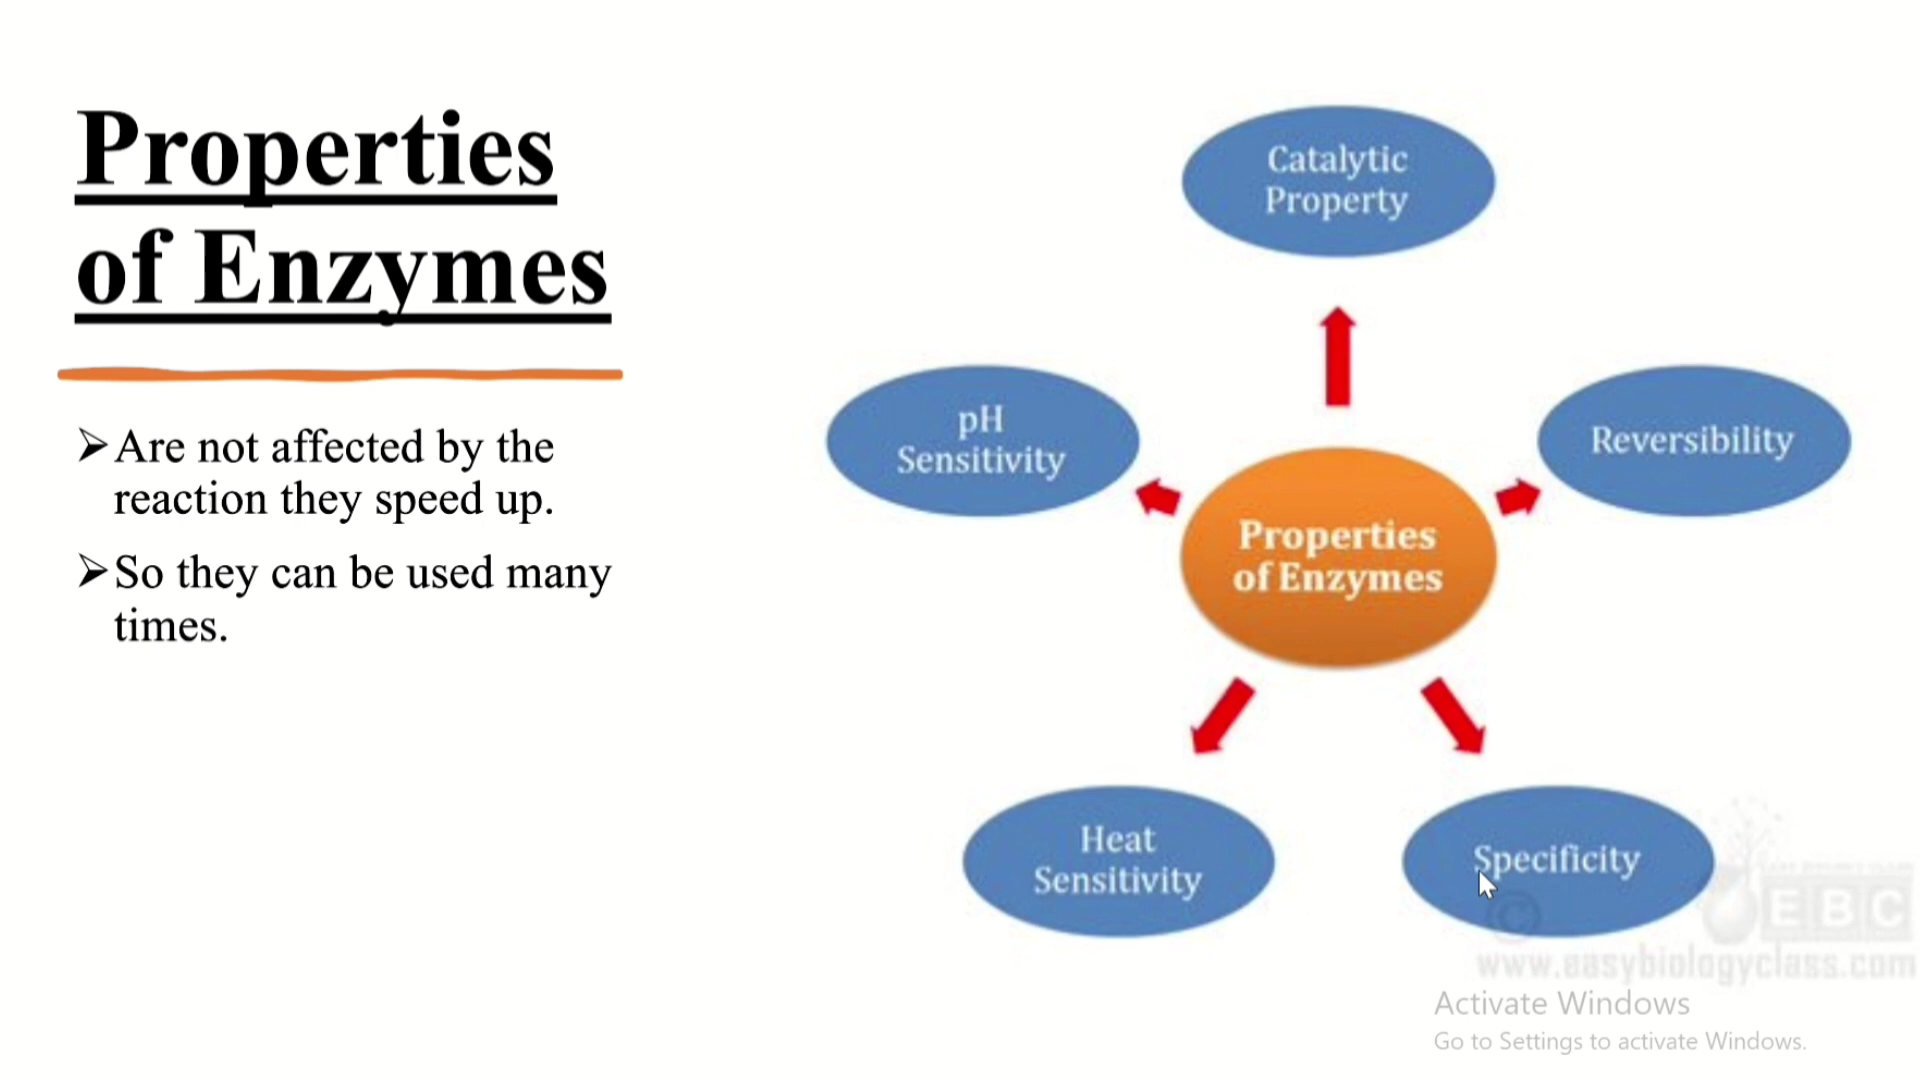 Properties
of Enzymes
➢Are not affected by the
reaction they speed up.
➢So they can be used many
times.
Catalytic
Property
pH
Sensitivity
Reversibility
Properties
of Enzymes
Heat
Sensitivity
Specificity
©
EBC
www.easybiologyclass.com
Activate Windows
Go to Settings to activate Windows.